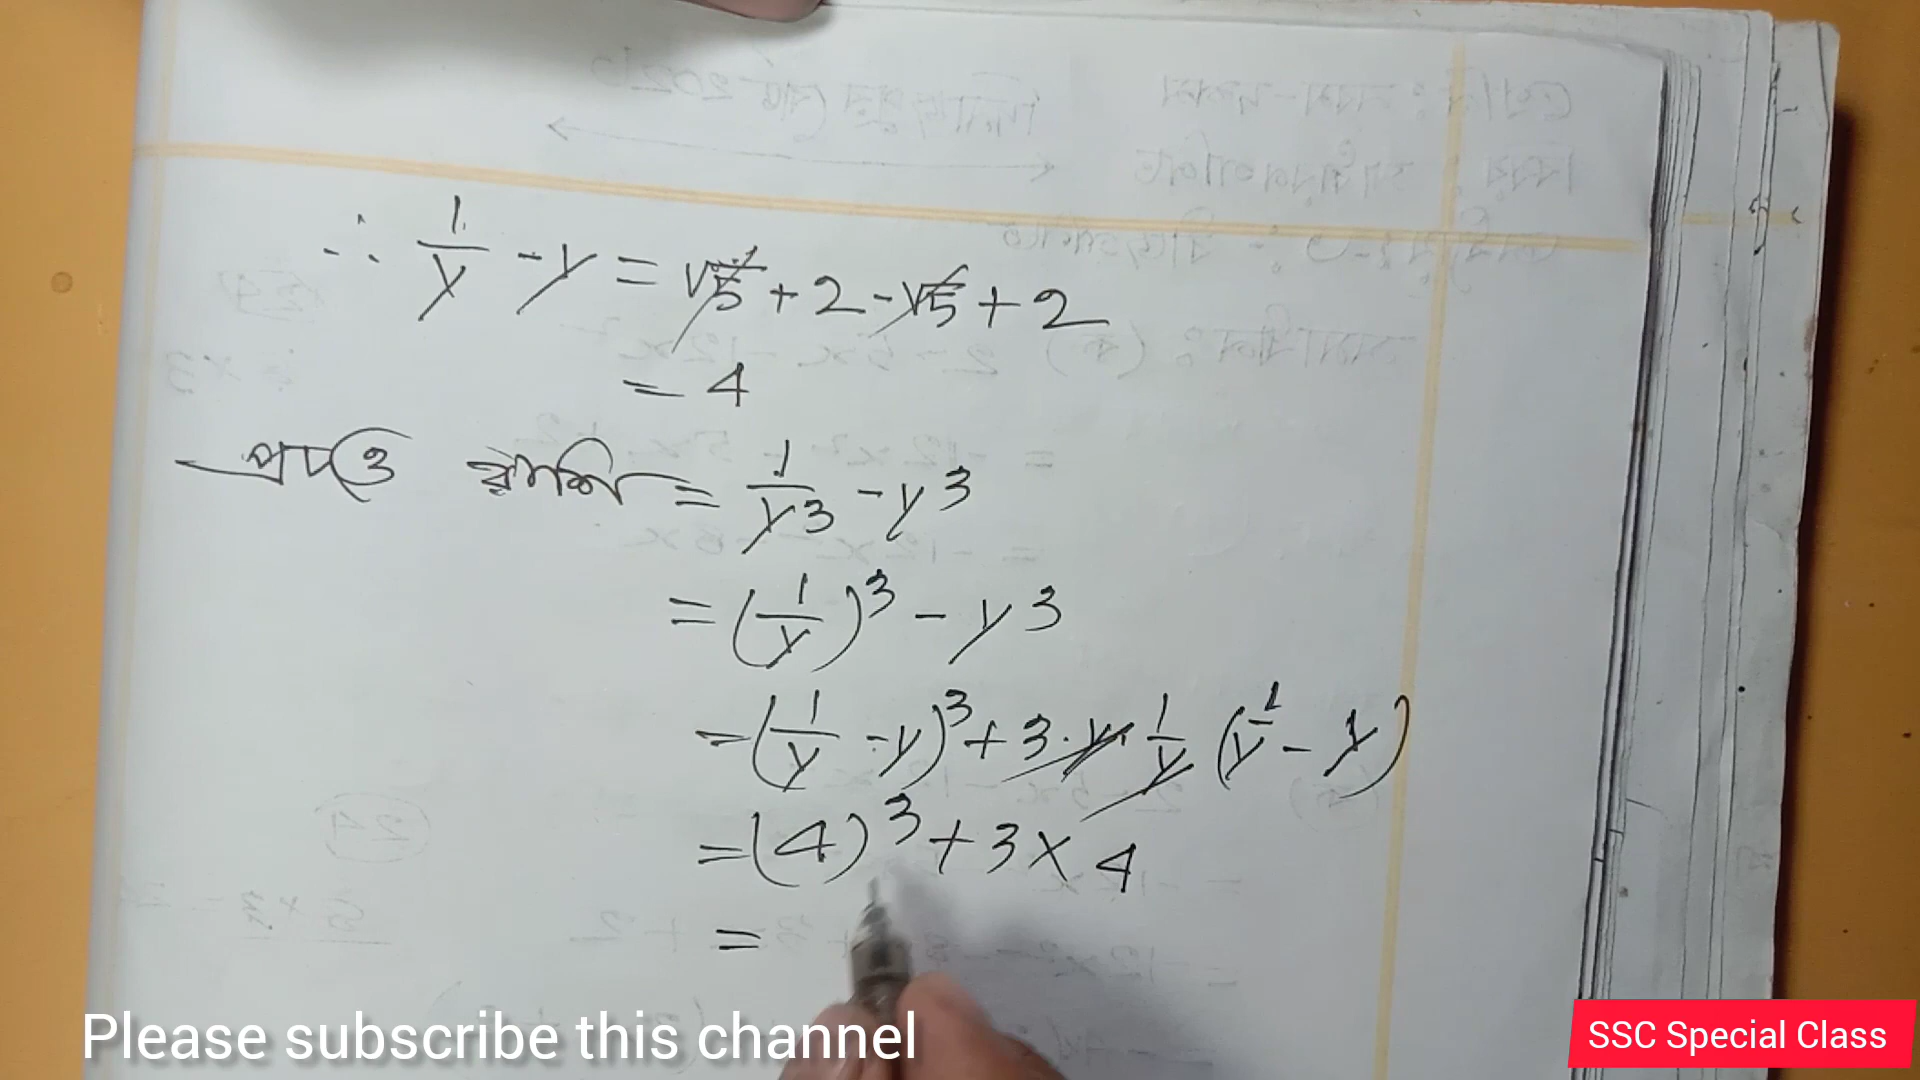 ∴ 1/y - y = √5 + 2 - √5 + 2
= 4
প্রদত্ত রাশি = 1/y³ - y³
= (1/y)³ - y³
= (1/y - y)³ + 3·y·1/y (1/y - y)
= (4)³ + 3 × 4
=
Please subscribe this channel
SSC Special Class